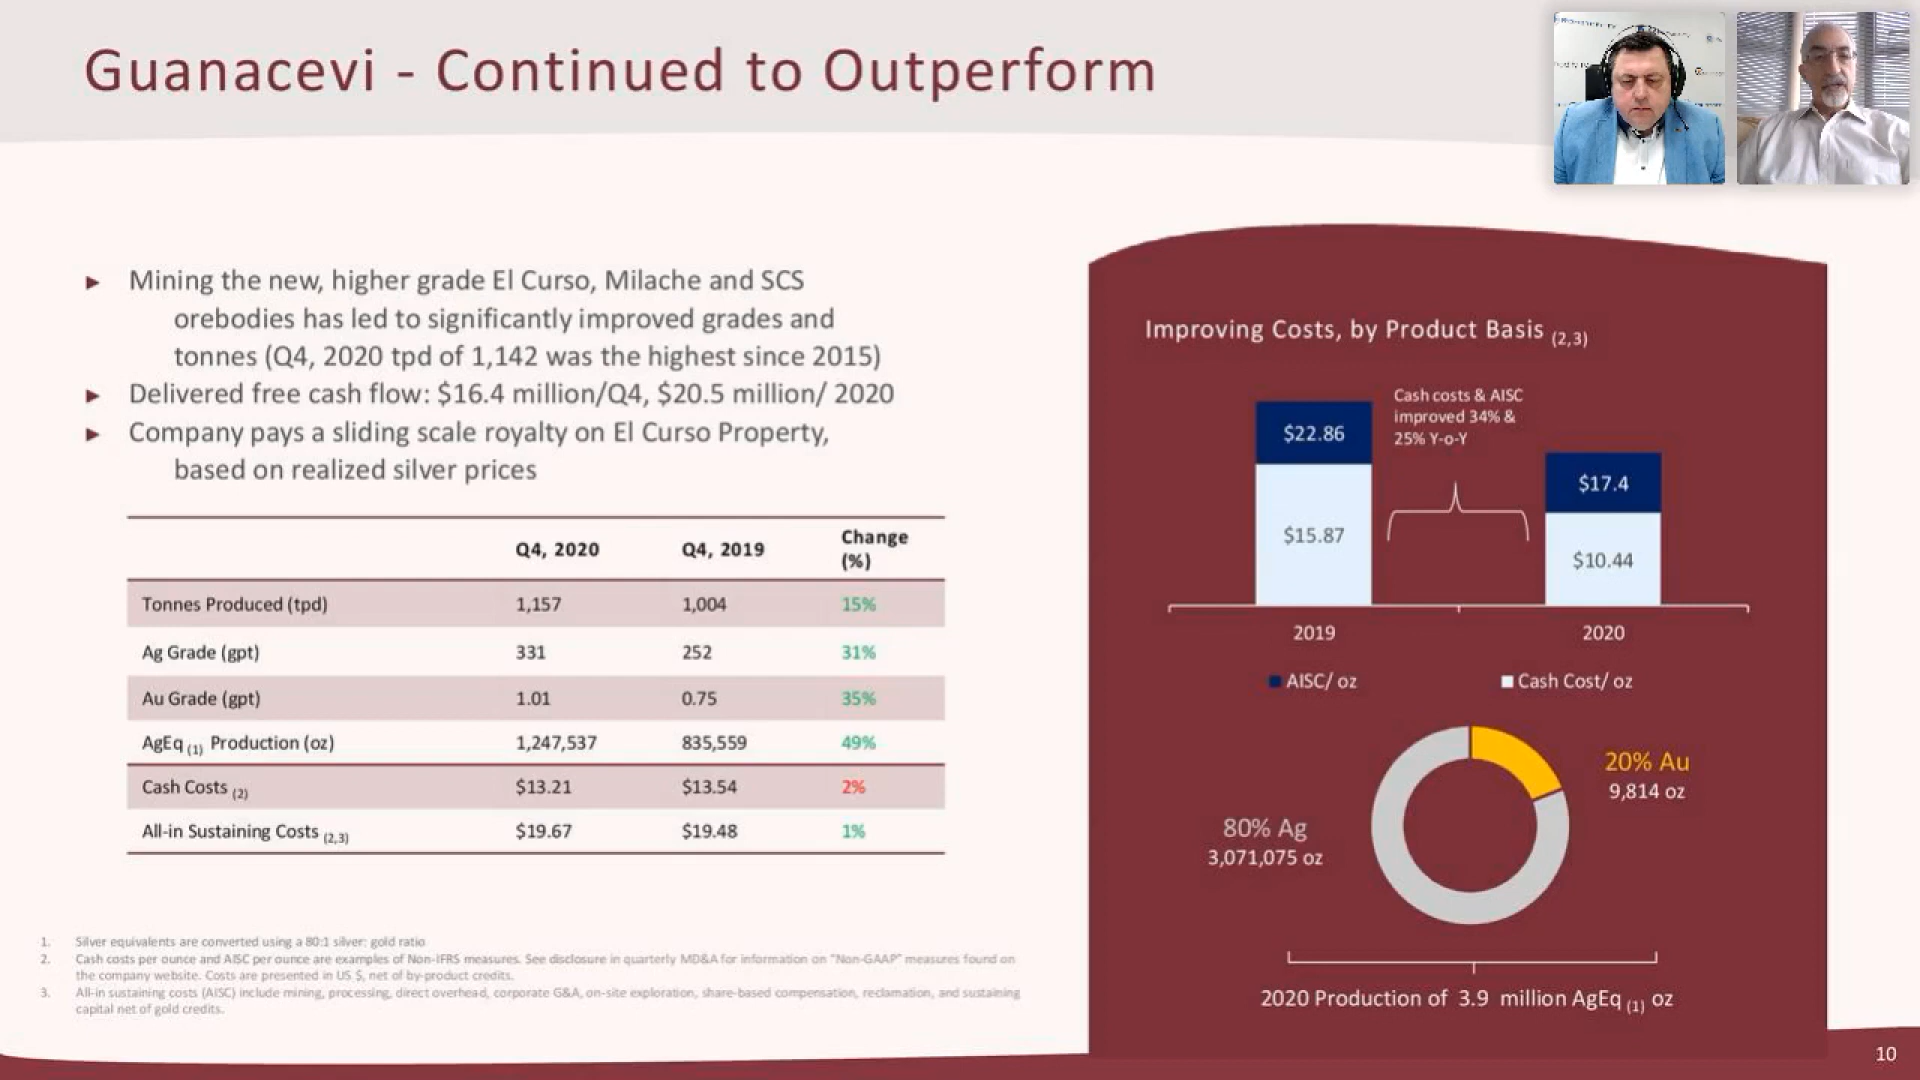 Guanacevi - Continued to Outperform
► Mining the new, higher grade El Curso, Milache and SCS
orebodies has led to significantly improved grades and
tonnes (Q4, 2020 tpd of 1,142 was the highest since 2015)
► Delivered free cash flow: $16.4 million/Q4, $20.5 million/ 2020
► Company pays a sliding scale royalty on El Curso Property,
based on realized silver prices
Q4, 2020 Q4, 2019 Change (%)
Tonnes Produced (tpd) 1,157 1,004 15%
Ag Grade (gpt) 331 252 31%
Au Grade (gpt) 1.01 0.75 35%
AgEq (1) Production (oz) 1,247,537 835,559 49%
Cash Costs (2) $13.21 $13.54 2%
All-in Sustaining Costs (2,3) $19.67 $19.48 1%
1. Silver equivalents are converted using a 80:1 silver: gold ratio
2. Cash costs per ounce and AISC per ounce are examples of Non-IFRS measures. See disclosure in quarterly MD&A for information on "Non-GAAP" measures found on
the company website. Costs are presented in US $, net of by-product credits.
3. All-in sustaining costs (AISC) include mining, processing, direct overhead, corporate G&A, on-site exploration, share-based compensation, reclamation, and sustaining
capital net of gold credits.
Improving Costs, by Product Basis (2,3)
Cash costs & AISC
improved 34% &
25% Y-o-Y
$22.86
$17.4
$15.87
$10.44
2019 2020
AISC/ oz Cash Cost/ oz
20% Au
9,814 oz
80% Ag
3,071,075 oz
2020 Production of 3.9 million AgEq (1) oz
10